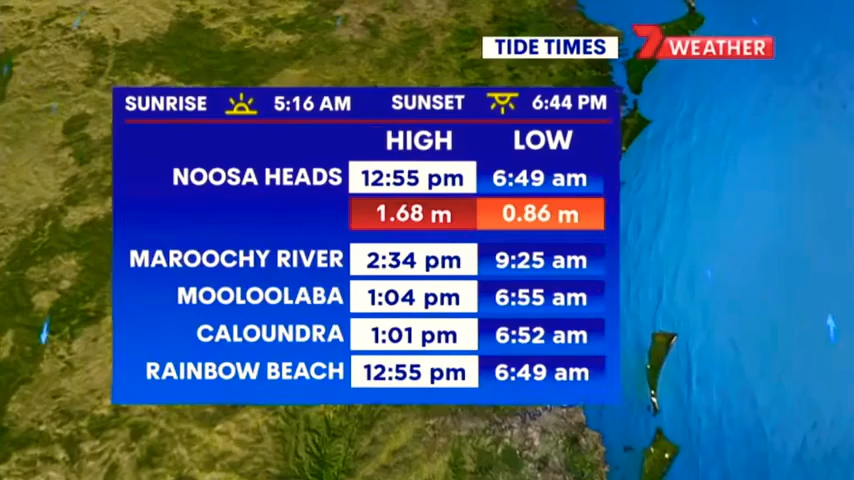 TIDE TIMES
7 WEATHER
SUNRISE 5:16 AM SUNSET 6:44 PM
HIGH LOW
NOOSA HEADS 12:55 pm 6:49 am
1.68 m 0.86 m
MAROOCHY RIVER 2:34 pm 9:25 am
MOOLOOLABA 1:04 pm 6:55 am
CALOUNDRA 1:01 pm 6:52 am
RAINBOW BEACH 12:55 pm 6:49 am